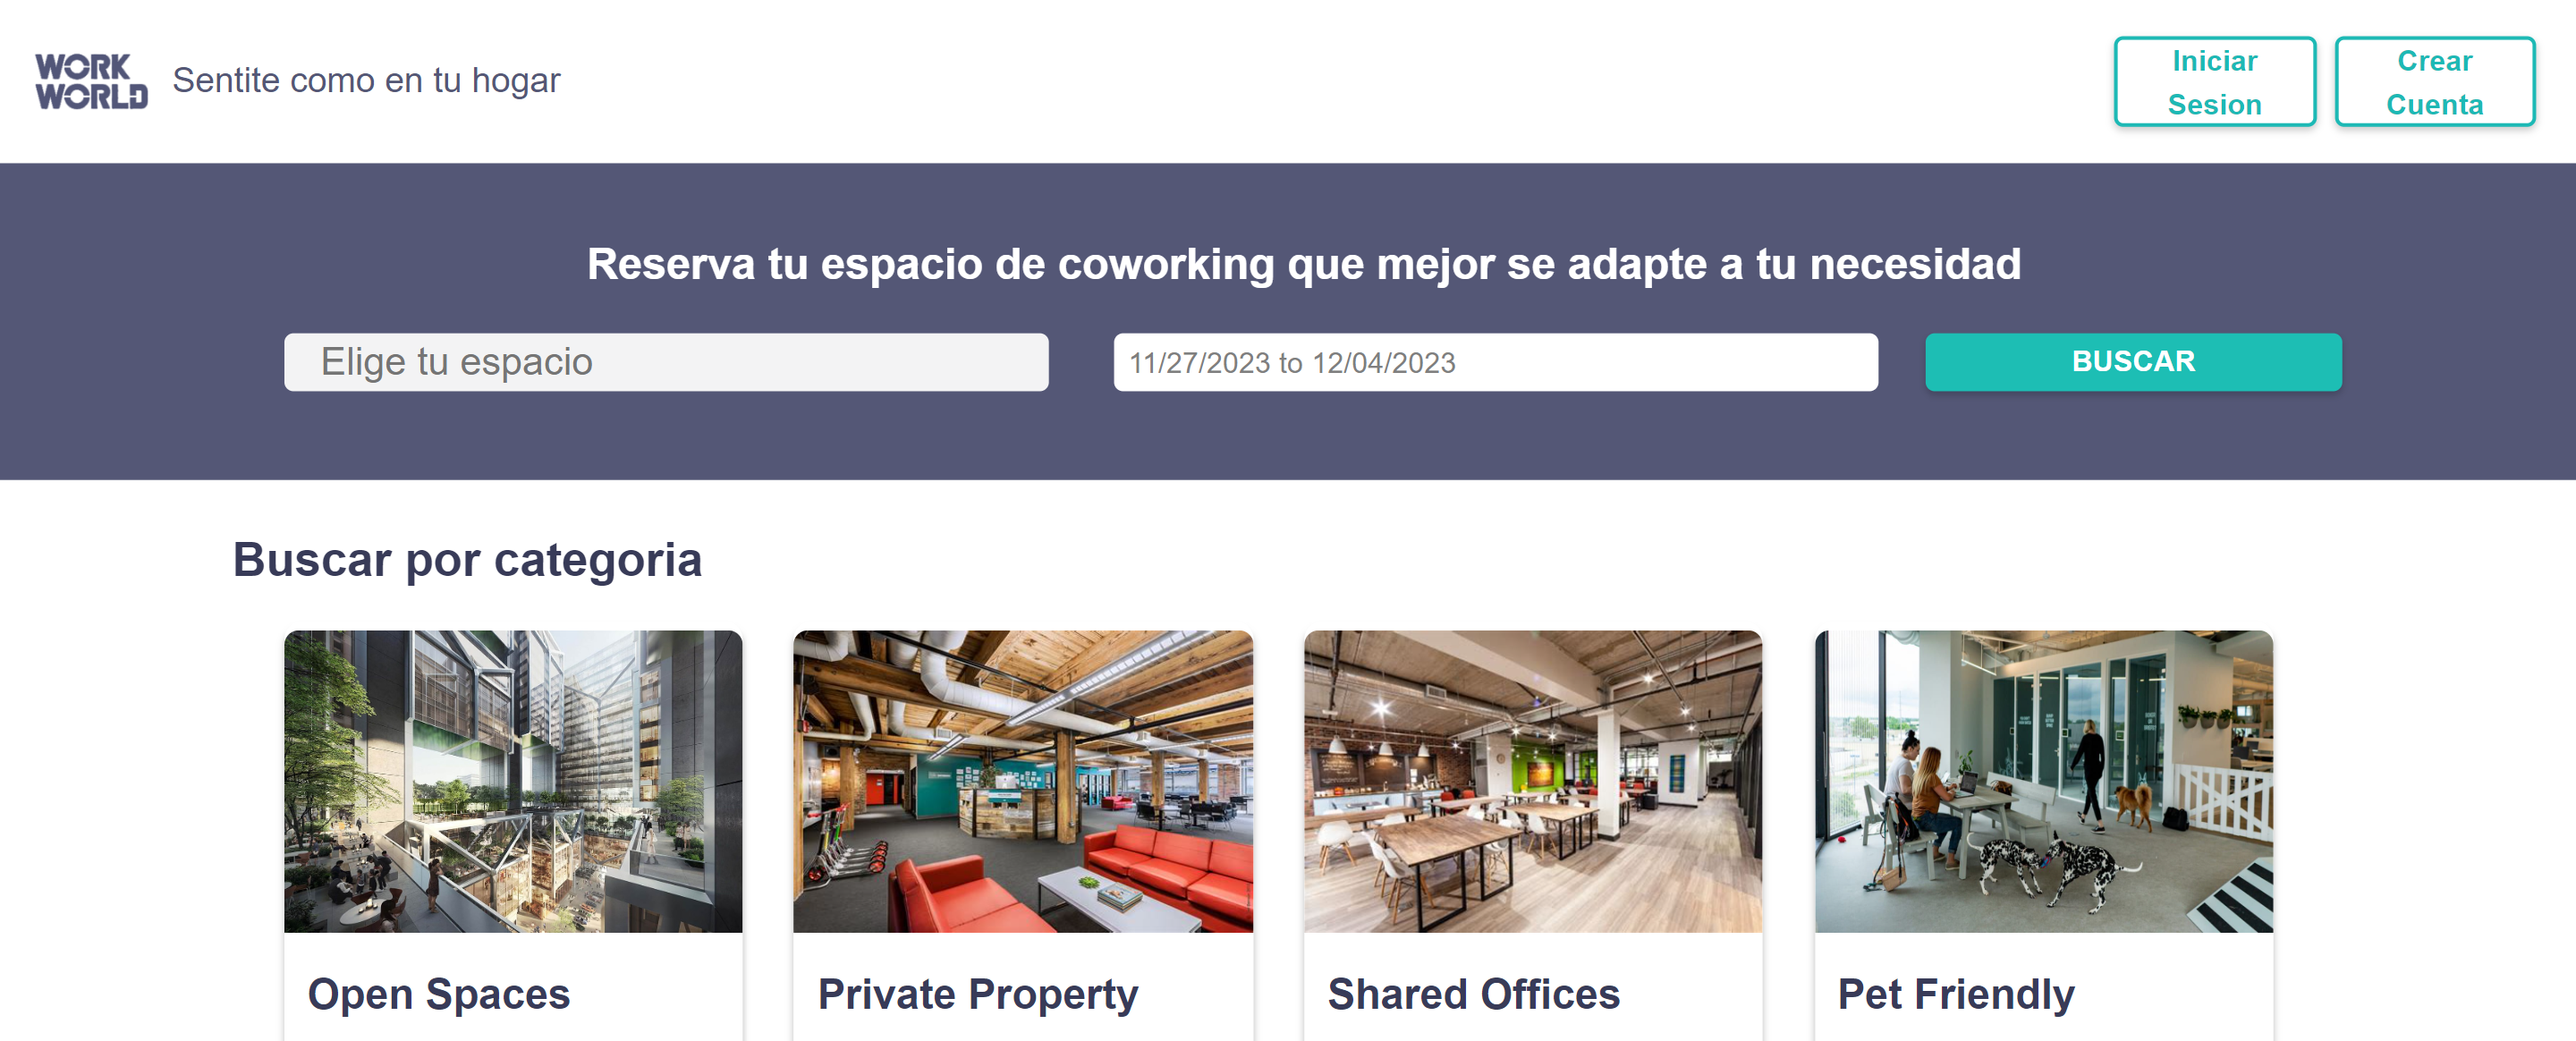 WORK
WORLD
Sentite como en tu hogar
Iniciar
Sesion
Crear
Cuenta
Reserva tu espacio de coworking que mejor se adapte a tu necesidad
Elige tu espacio
11/27/2023 to 12/04/2023
BUSCAR
Buscar por categoria
Open Spaces
Private Property
Shared Offices
Pet Friendly